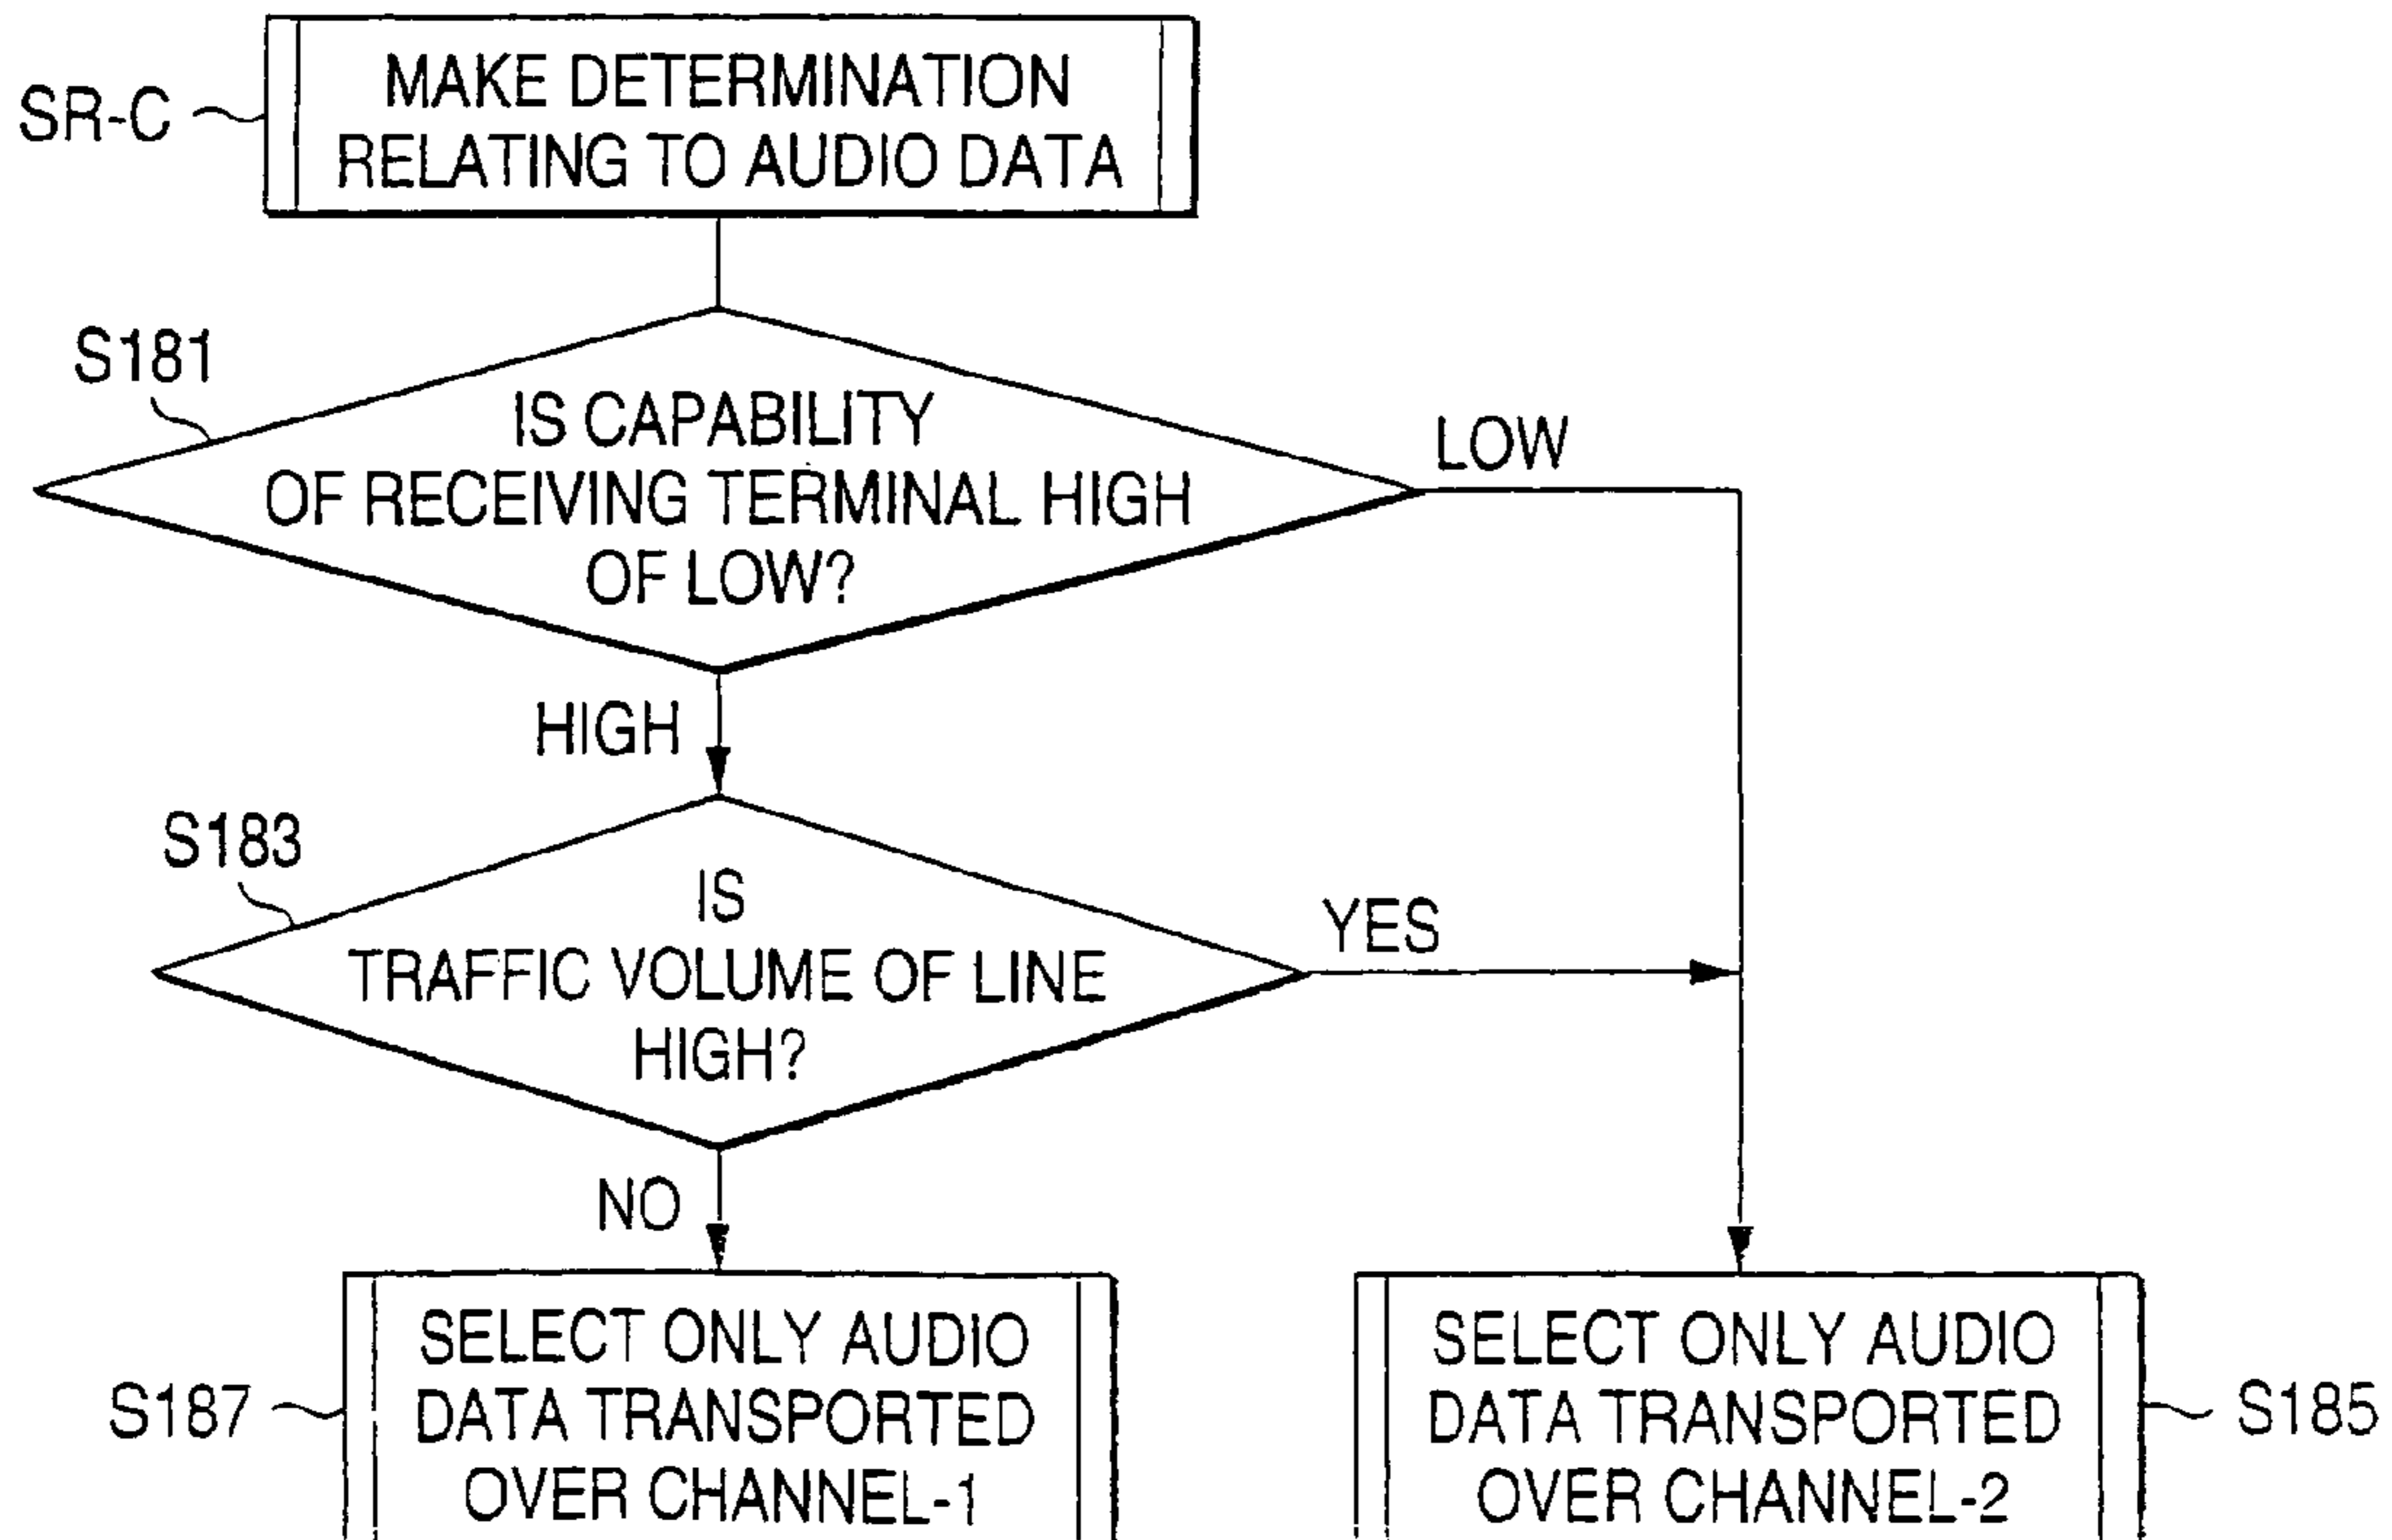 MAKE DETERMINATION
RELATING TO AUDIO DATA
SR-C
S181
IS CAPABILITY
OF RECEIVING TERMINAL HIGH
OF LOW?
LOW
HIGH
S183
IS
TRAFFIC VOLUME OF LINE
HIGH?
YES
NO
SELECT ONLY AUDIO
DATA TRANSPORTED
OVER CHANNEL-1
S187
SELECT ONLY AUDIO
DATA TRANSPORTED
OVER CHANNEL-2
S185